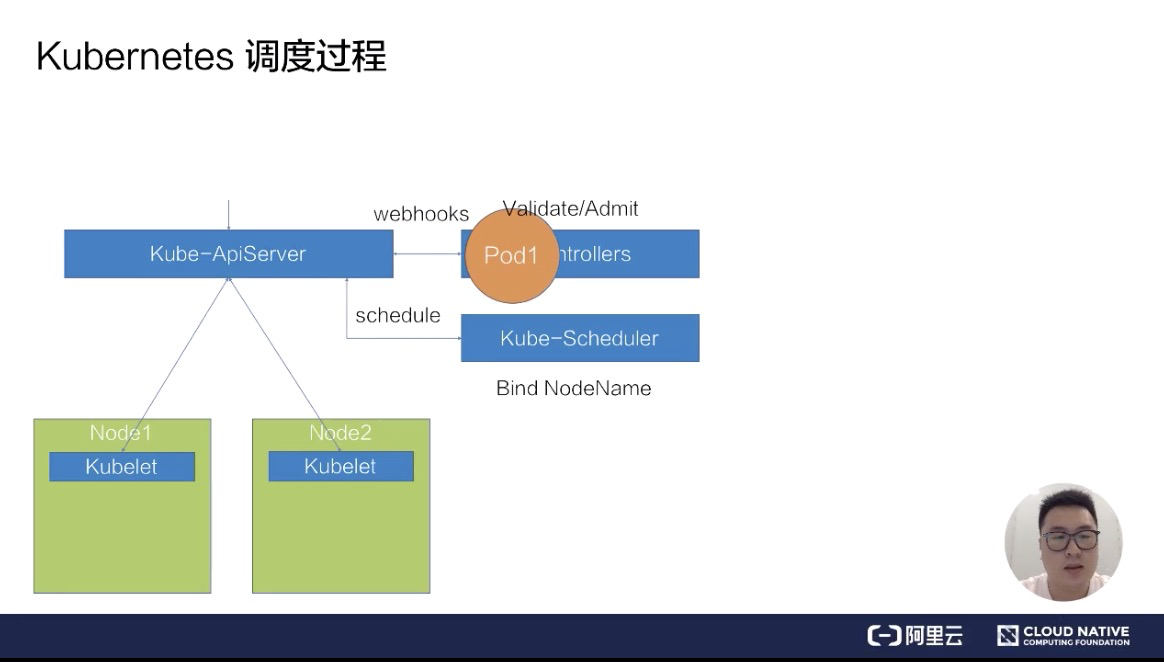 Kubernetes 调度过程
webhooks
Validate/Admit
Kube-ApiServer
Pod1
ntrollers
schedule
Kube-Scheduler
Bind NodeName
Node1
Node2
Kubelet
Kubelet
阿里云
CLOUD NATIVE
COMPUTING FOUNDATION